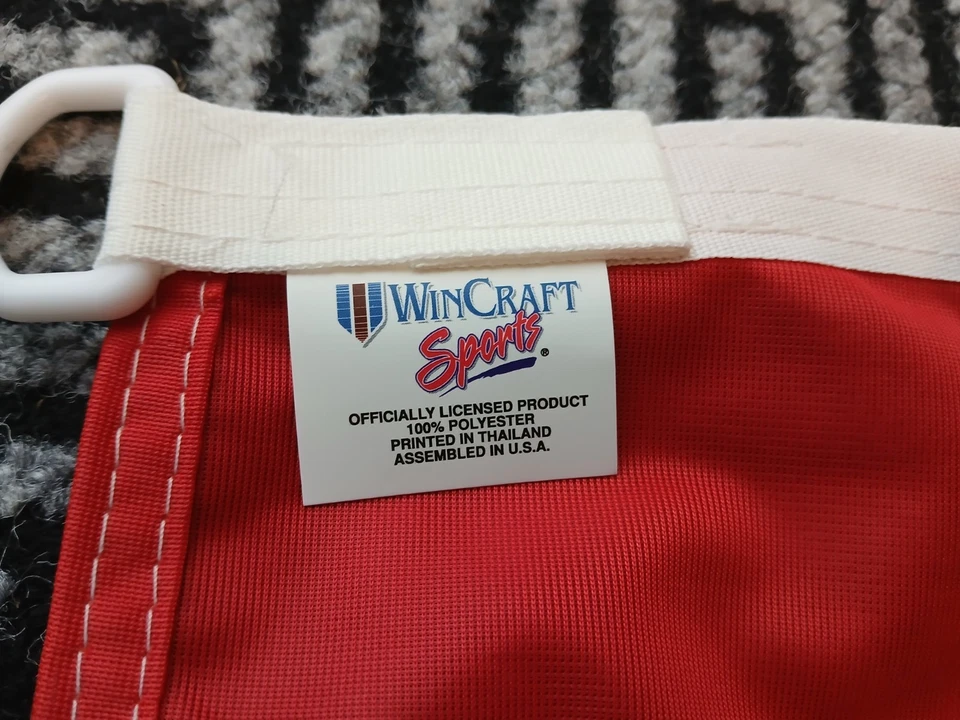 WINCRAFT
Sports®
OFFICIALLY LICENSED PRODUCT
100% POLYESTER
PRINTED IN THAILAND
ASSEMBLED IN U.S.A.